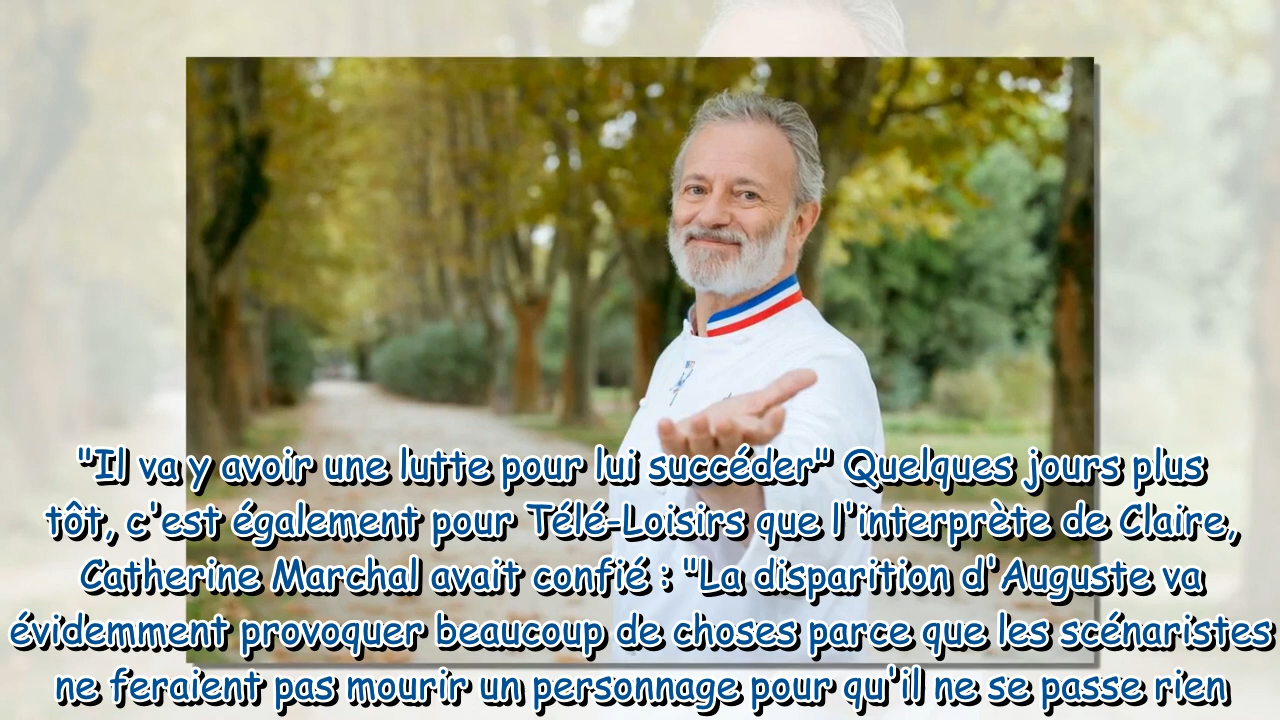 "Il va y avoir une lutte pour lui succéder" Quelques jours plus
tôt, c'est également pour Télé-Loisirs que l'interprète de Claire,
Catherine Marchal avait confié : "La disparition d'Auguste va
évidemment provoquer beaucoup de choses parce que les scénaristes
ne feraient pas mourir un personnage pour qu'il ne se passe rien